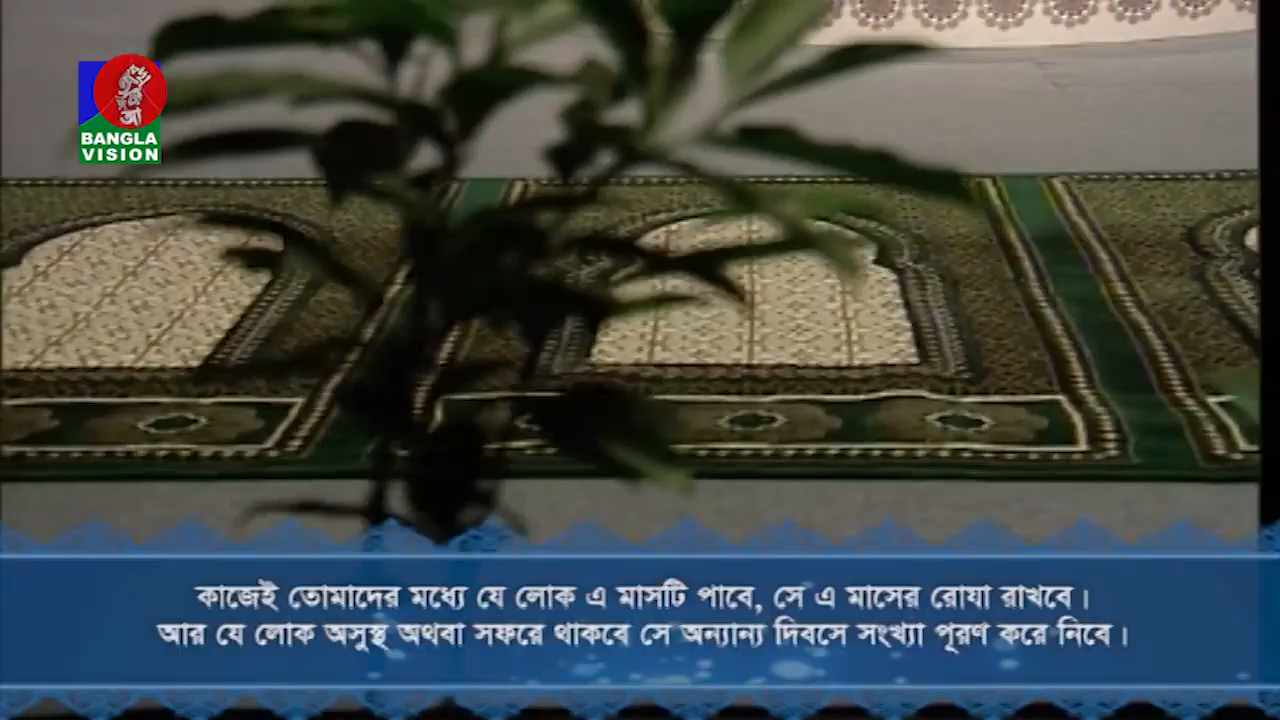 BANGLA
VISION
কাজেই তোমাদের মধ্যে যে লোক এ মাসটি পাবে, সে এ মাসের রোযা রাখবে।
আর যে লোক অসুস্থ অথবা সফরে থাকবে সে অন্যান্য দিবসে সংখ্যা পূরণ করে নিবে।